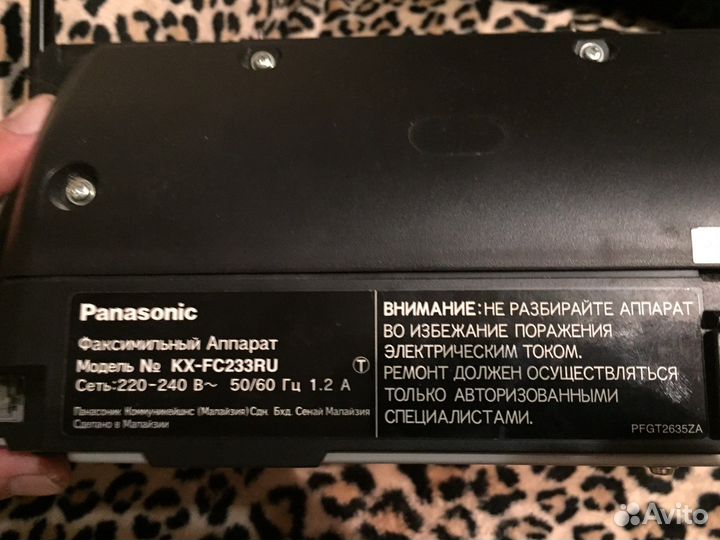 Panasonic
Факсимильный Аппарат
Модель № KX-FC233RU
T
Сеть:220-240 В~ 50/60 Гц 1.2 А
Панасоник Коммуникейшнс (Малайзия) Сдн. Бхд. Сенай Малайзия
Сделано в Малайзии
ВНИМАНИЕ: НЕ РАЗБИРАЙТЕ АППАРАТ
ВО ИЗБЕЖАНИЕ ПОРАЖЕНИЯ
ЭЛЕКТРИЧЕСКИМ ТОКОМ.
РЕМОНТ ДОЛЖЕН ОСУЩЕСТВЛЯТЬСЯ
ТОЛЬКО АВТОРИЗОВАННЫМИ
СПЕЦИАЛИСТАМИ.
PFGT2635ZA
Avito